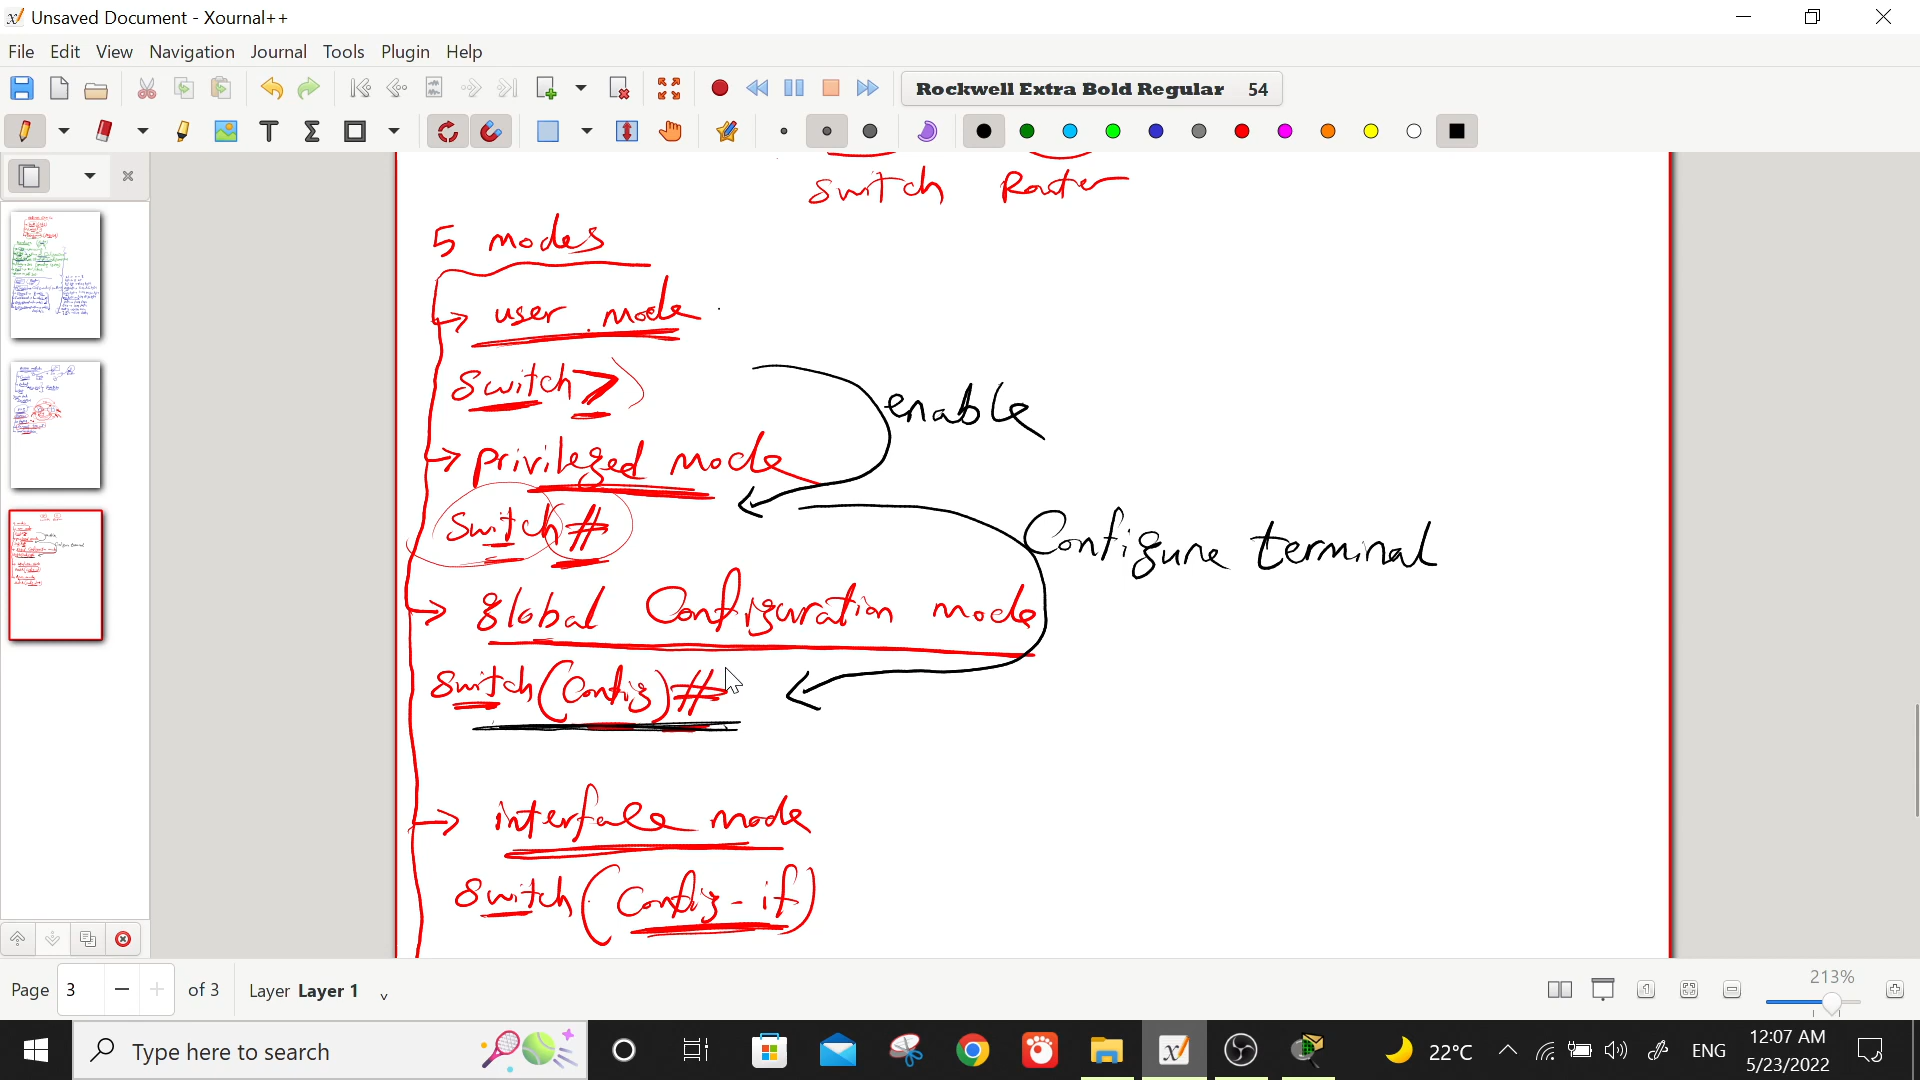 Unsaved Document - Xournal++
File Edit View Navigation Journal Tools Plugin Help
Rockwell Extra Bold Regular 54
switch Router
5 modes
→ user mode
switch >
enable
→ privileged mode
switch #
Configure terminal
→ global Configuration mode
switch (Config) #
→ interface mode
switch (Config-if)
Page 3 of 3 Layer Layer 1
213%
Type here to search
22°C
ENG
12:07 AM
5/23/2022